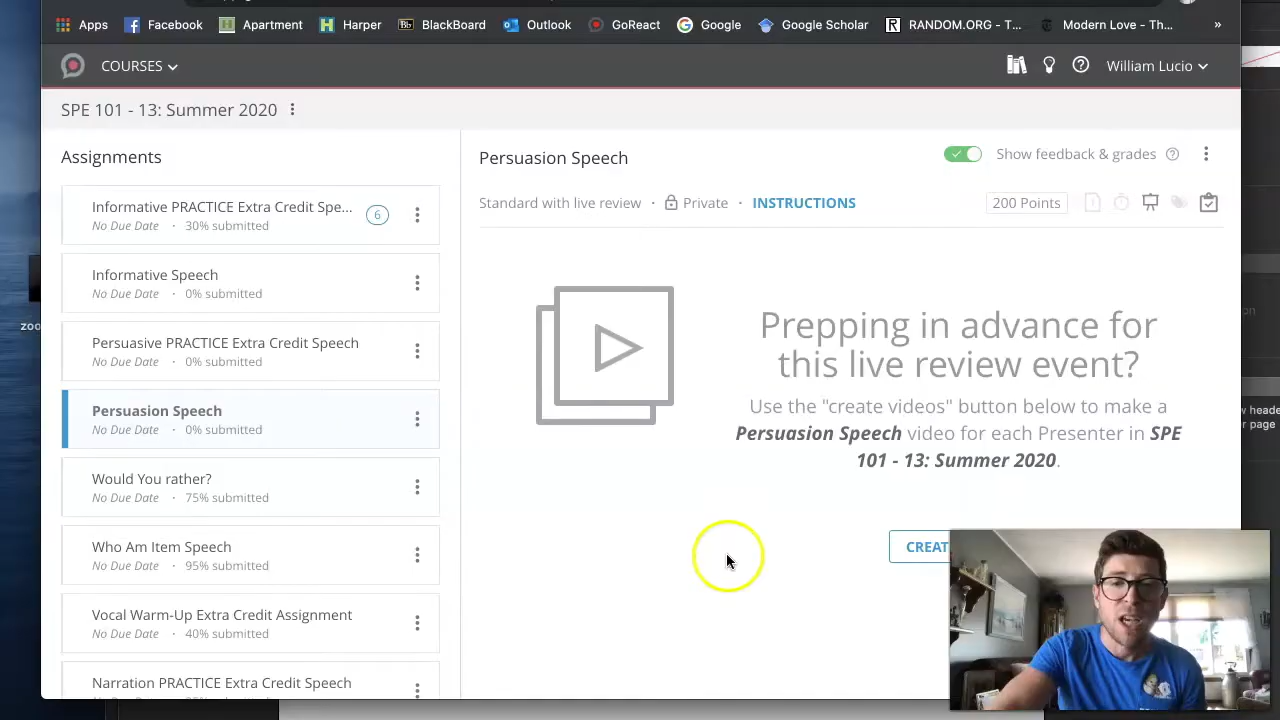 Apps
Facebook
Apartment
Harper
BlackBoard
Outlook
GoReact
Google
Google Scholar
RANDOM.ORG - T...
Modern Love - Th...
»
COURSES
William Lucio
SPE 101 - 13: Summer 2020
Assignments
Informative PRACTICE Extra Credit Spe...
6
No Due Date · 30% submitted
Informative Speech
No Due Date · 0% submitted
Persuasive PRACTICE Extra Credit Speech
No Due Date · 0% submitted
Persuasion Speech
No Due Date · 0% submitted
Would You rather?
No Due Date · 75% submitted
Who Am Item Speech
No Due Date · 95% submitted
Vocal Warm-Up Extra Credit Assignment
No Due Date · 40% submitted
Narration PRACTICE Extra Credit Speech
Persuasion Speech
Show feedback & grades
Standard with live review · Private · INSTRUCTIONS
200 Points
Prepping in advance for
this live review event?
Use the "create videos" button below to make a
Persuasion Speech video for each Presenter in SPE
101 - 13: Summer 2020.
CREAT
zoo
w heade
r page